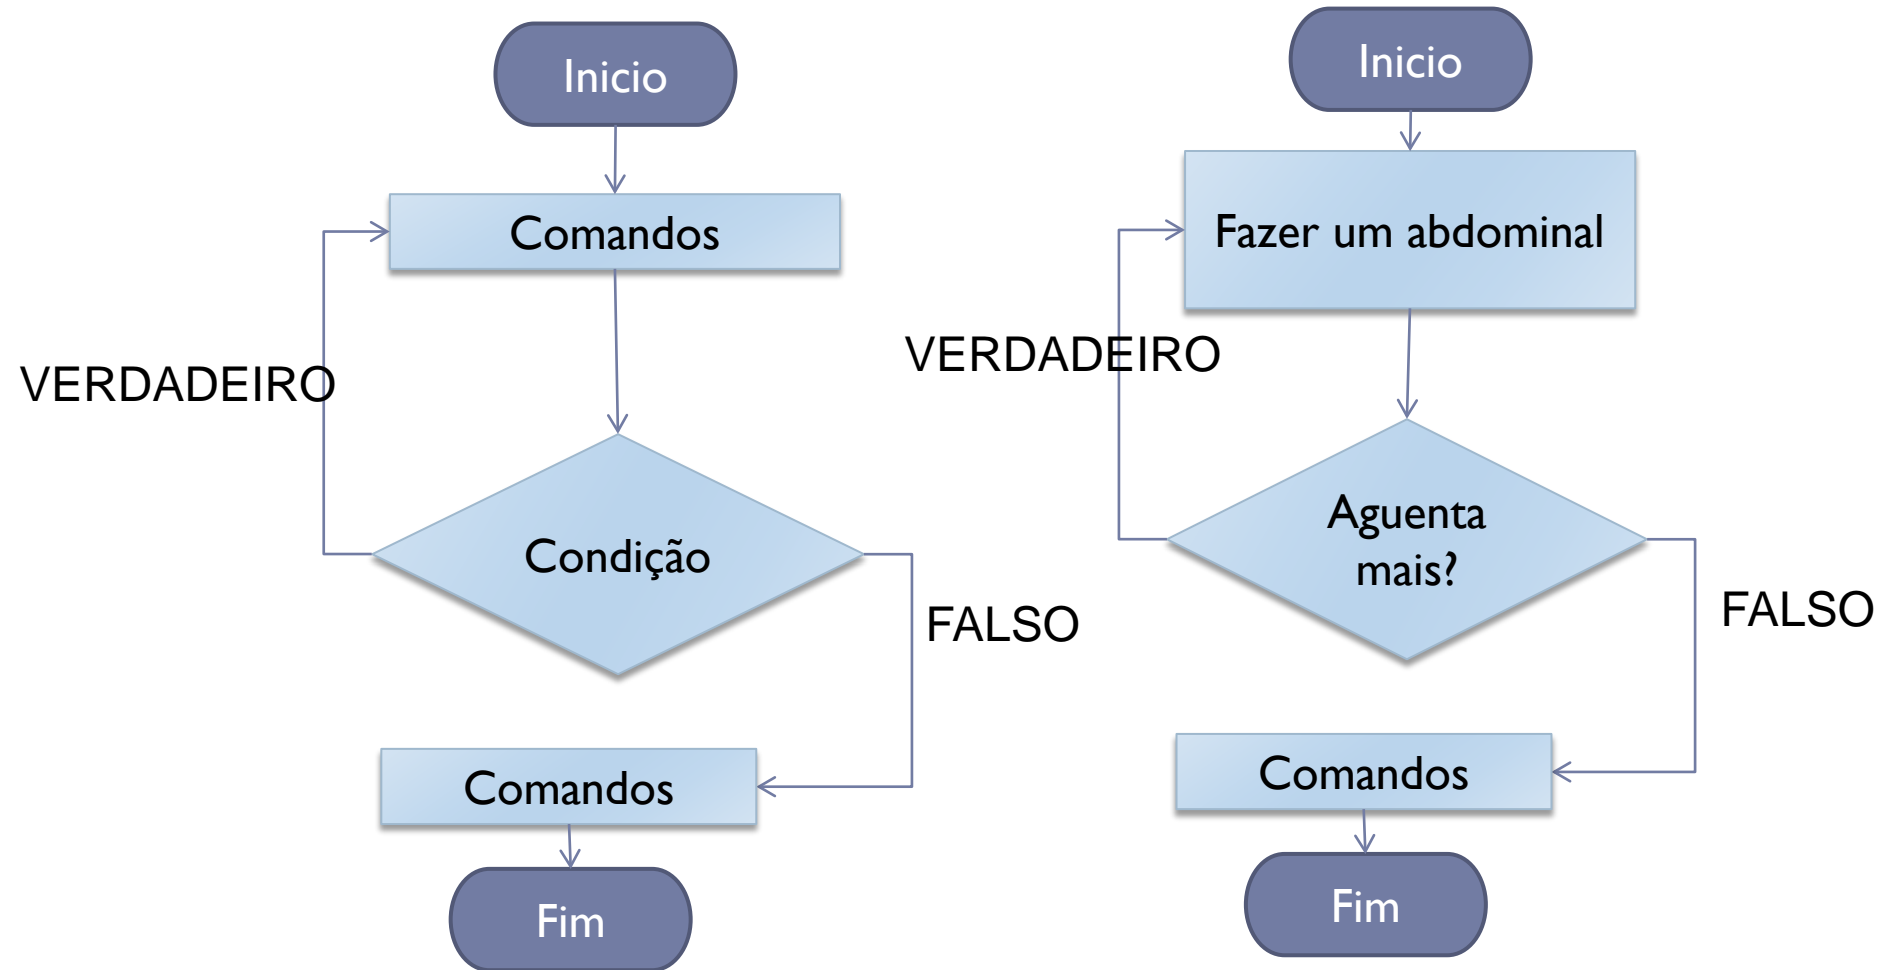 Inicio
Comandos
VERDADEIRO
Condição
FALSO
Comandos
Fim
Inicio
Fazer um abdominal
VERDADEIRO
Aguenta
mais?
FALSO
Comandos
Fim